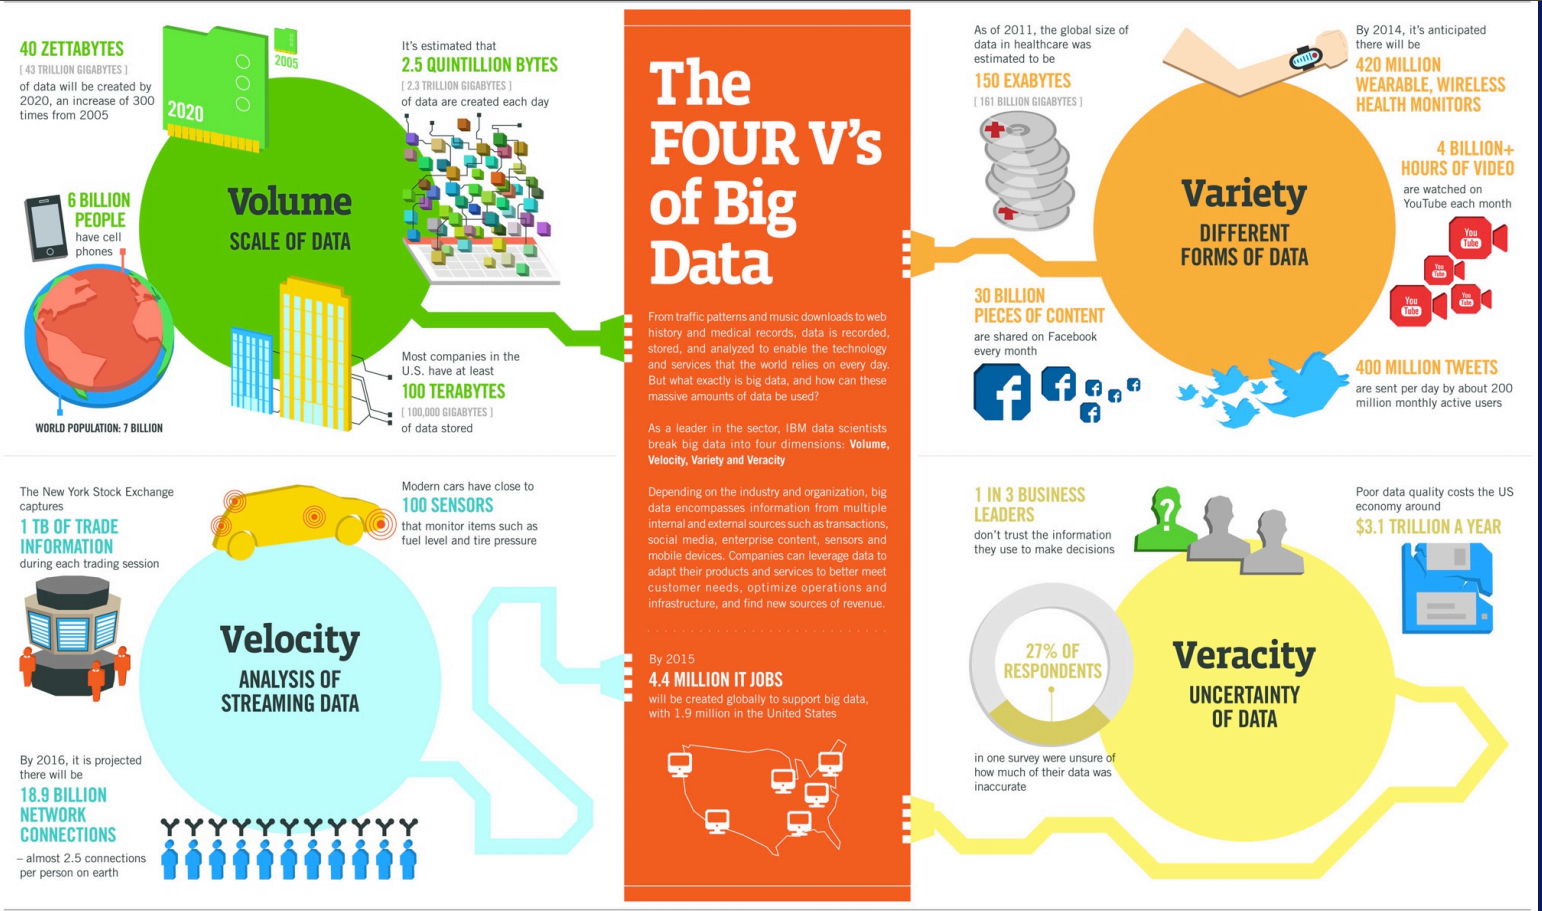 40 ZETTABYTES
[ 43 TRILLION GIGABYTES ]
of data will be created by
2020, an increase of 300
times from 2005
2020
2005
It's estimated that
2.5 QUINTILLION BYTES
[ 2.3 TRILLION GIGABYTES ]
of data are created each day
6 BILLION
PEOPLE
have cell
phones
WORLD POPULATION: 7 BILLION
Volume
SCALE OF DATA
Most companies in the
U.S. have at least
100 TERABYTES
[ 100,000 GIGABYTES ]
of data stored
The New York Stock Exchange
captures
1 TB OF TRADE
INFORMATION
during each trading session
Modern cars have close to
100 SENSORS
that monitor items such as
fuel level and tire pressure
Velocity
ANALYSIS OF
STREAMING DATA
By 2016, it is projected
there will be
18.9 BILLION
NETWORK
CONNECTIONS
– almost 2.5 connections
per person on earth
The
FOUR V's
of Big
Data
From traffic patterns and music downloads to web
history and medical records, data is recorded,
stored, and analyzed to enable the technology
and services that the world relies on every day.
But what exactly is big data, and how can these
massive amounts of data be used?
As a leader in the sector, IBM data scientists
break big data into four dimensions: Volume,
Velocity, Variety and Veracity
Depending on the industry and organization, big
data encompasses information from multiple
internal and external sources such as transactions,
social media, enterprise content, sensors and
mobile devices. Companies can leverage data to
adapt their products and services to better meet
customer needs, optimize operations and
infrastructure, and find new sources of revenue.
By 2015
4.4 MILLION IT JOBS
will be created globally to support big data,
with 1.9 million in the United States
As of 2011, the global size of
data in healthcare was
estimated to be
150 EXABYTES
[ 161 BILLION GIGABYTES ]
By 2014, it's anticipated
there will be
420 MILLION
WEARABLE, WIRELESS
HEALTH MONITORS
4 BILLION+
HOURS OF VIDEO
are watched on
YouTube each month
You
Tube
You
Tube
You
Tube
You
Tube
Variety
DIFFERENT
FORMS OF DATA
30 BILLION
PIECES OF CONTENT
are shared on Facebook
every month
400 MILLION TWEETS
are sent per day by about 200
million monthly active users
1 IN 3 BUSINESS
LEADERS
don't trust the information
they use to make decisions
?
Poor data quality costs the US
economy around
$3.1 TRILLION A YEAR
27% OF
RESPONDENTS
in one survey were unsure of
how much of their data was
inaccurate
Veracity
UNCERTAINTY
OF DATA